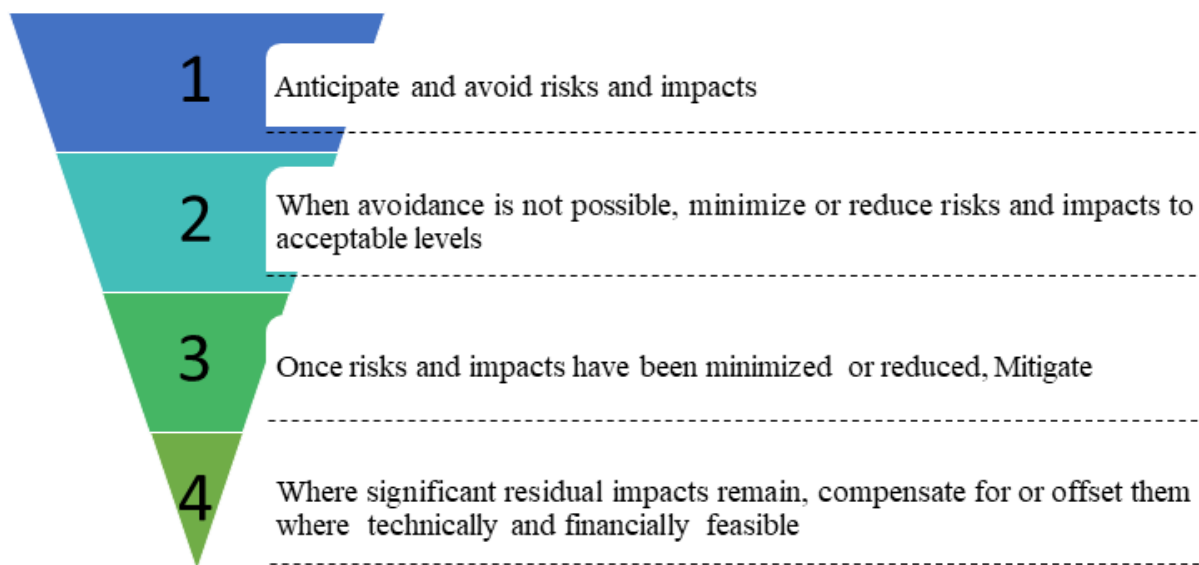 1
Anticipate and avoid risks and impacts
2
When avoidance is not possible, minimize or reduce risks and impacts to
acceptable levels
3
Once risks and impacts have been minimized or reduced, Mitigate
4
Where significant residual impacts remain, compensate for or offset them
where technically and financially feasible